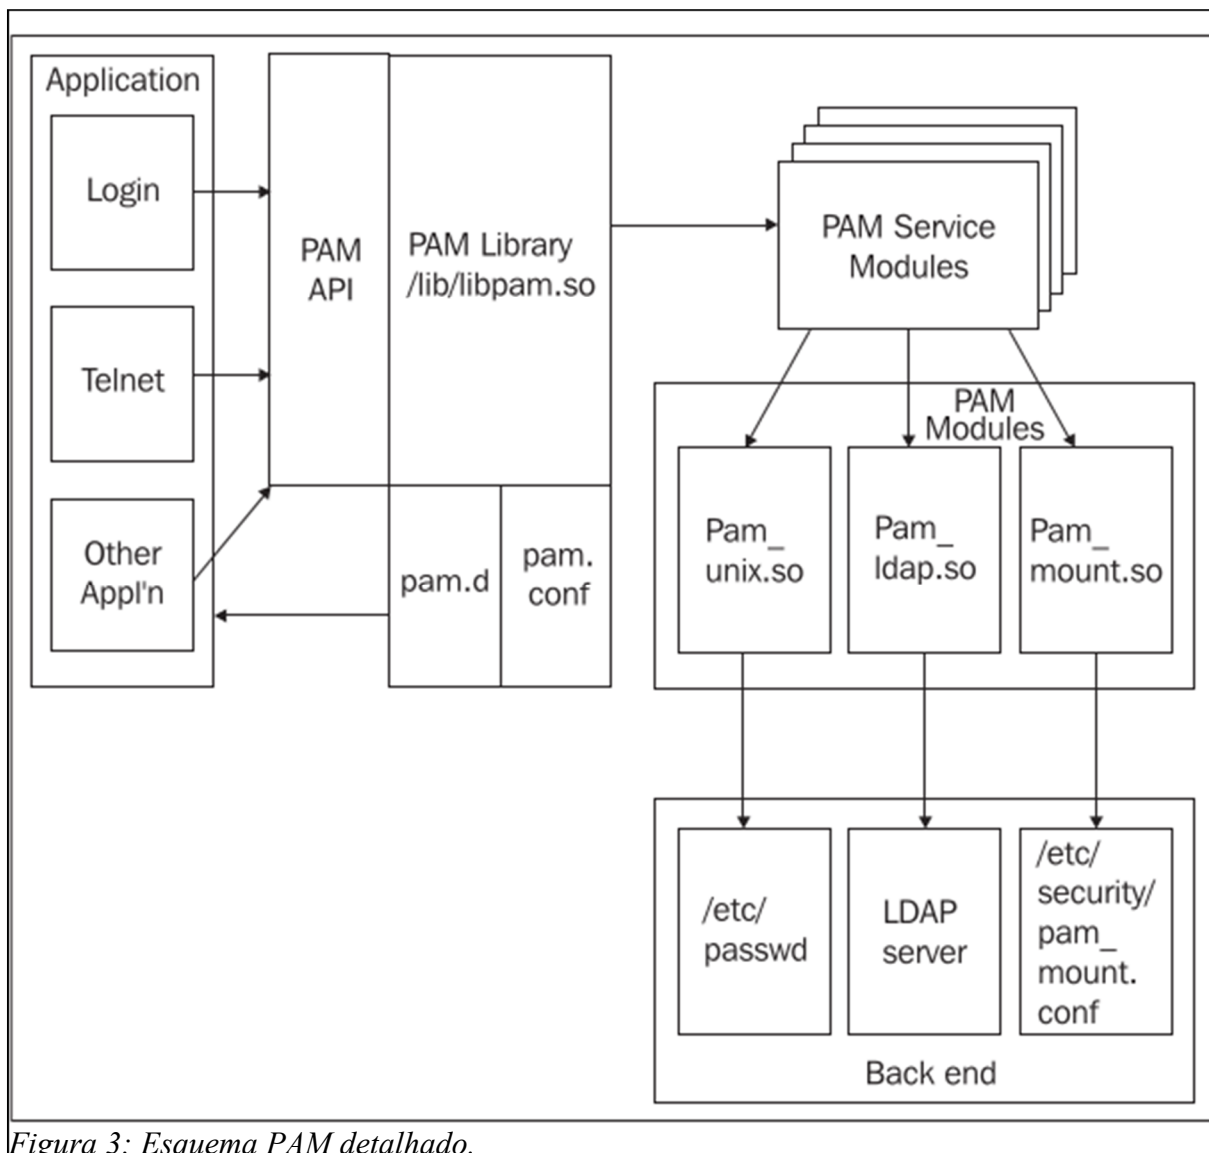 Application
Login
Telnet
Other
Appl'n
PAM
API
PAM Library
/lib/libpam.so
pam.d
pam.
conf
PAM Service
Modules
PAM
Modules
Pam_
unix.so
Pam_
ldap.so
Pam_
mount.so
/etc/
passwd
LDAP
server
/etc/
security/
pam_
mount.
conf
Back end
Figura 3: Esquema PAM detalhado.